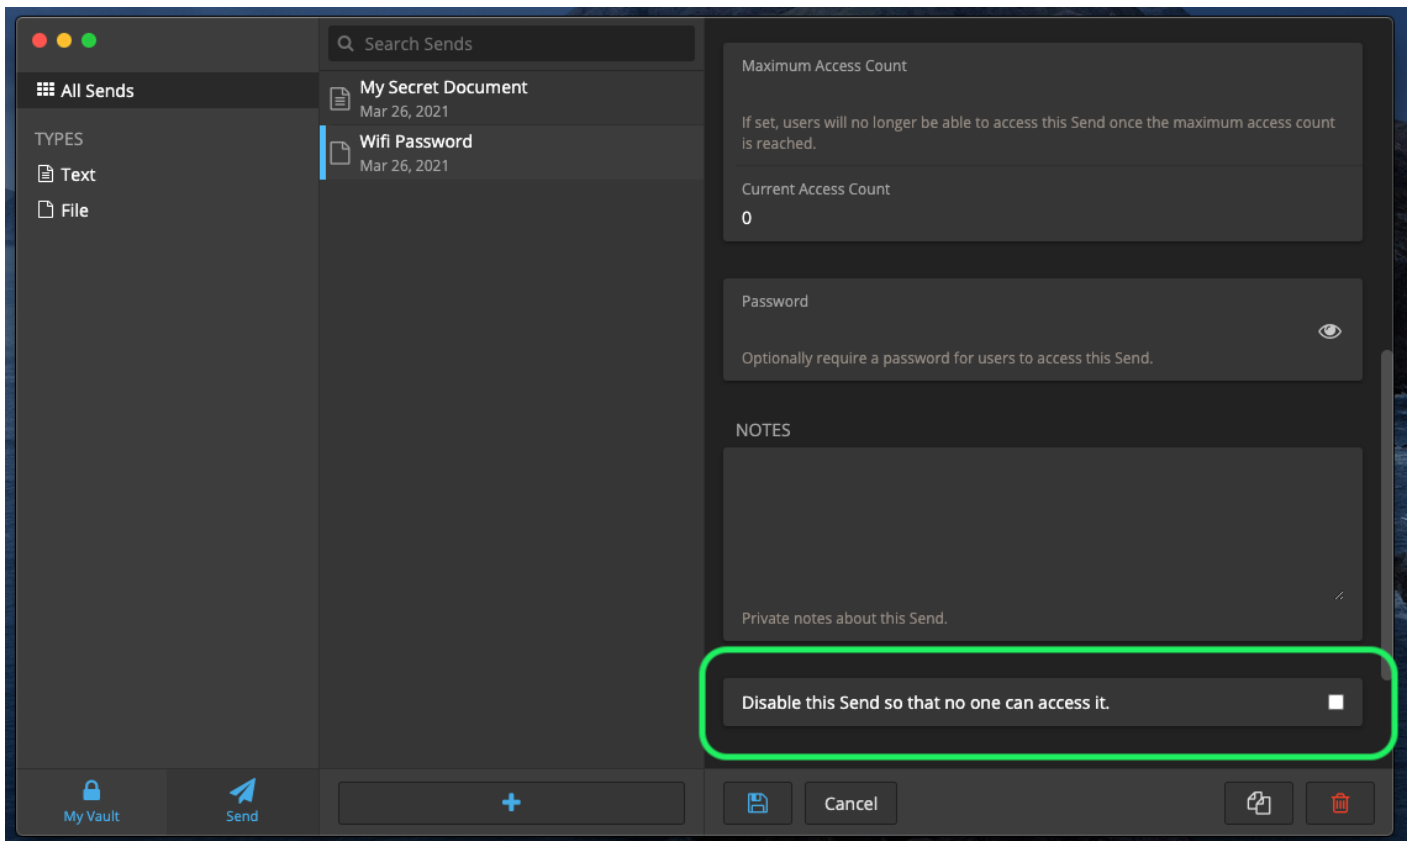 All Sends
TYPES
Text
File
My Vault
Send
Search Sends
My Secret Document
Mar 26, 2021
Wifi Password
Mar 26, 2021
Maximum Access Count
If set, users will no longer be able to access this Send once the maximum access count
is reached.
Current Access Count
0
Password
Optionally require a password for users to access this Send.
NOTES
Private notes about this Send.
Disable this Send so that no one can access it.
Cancel